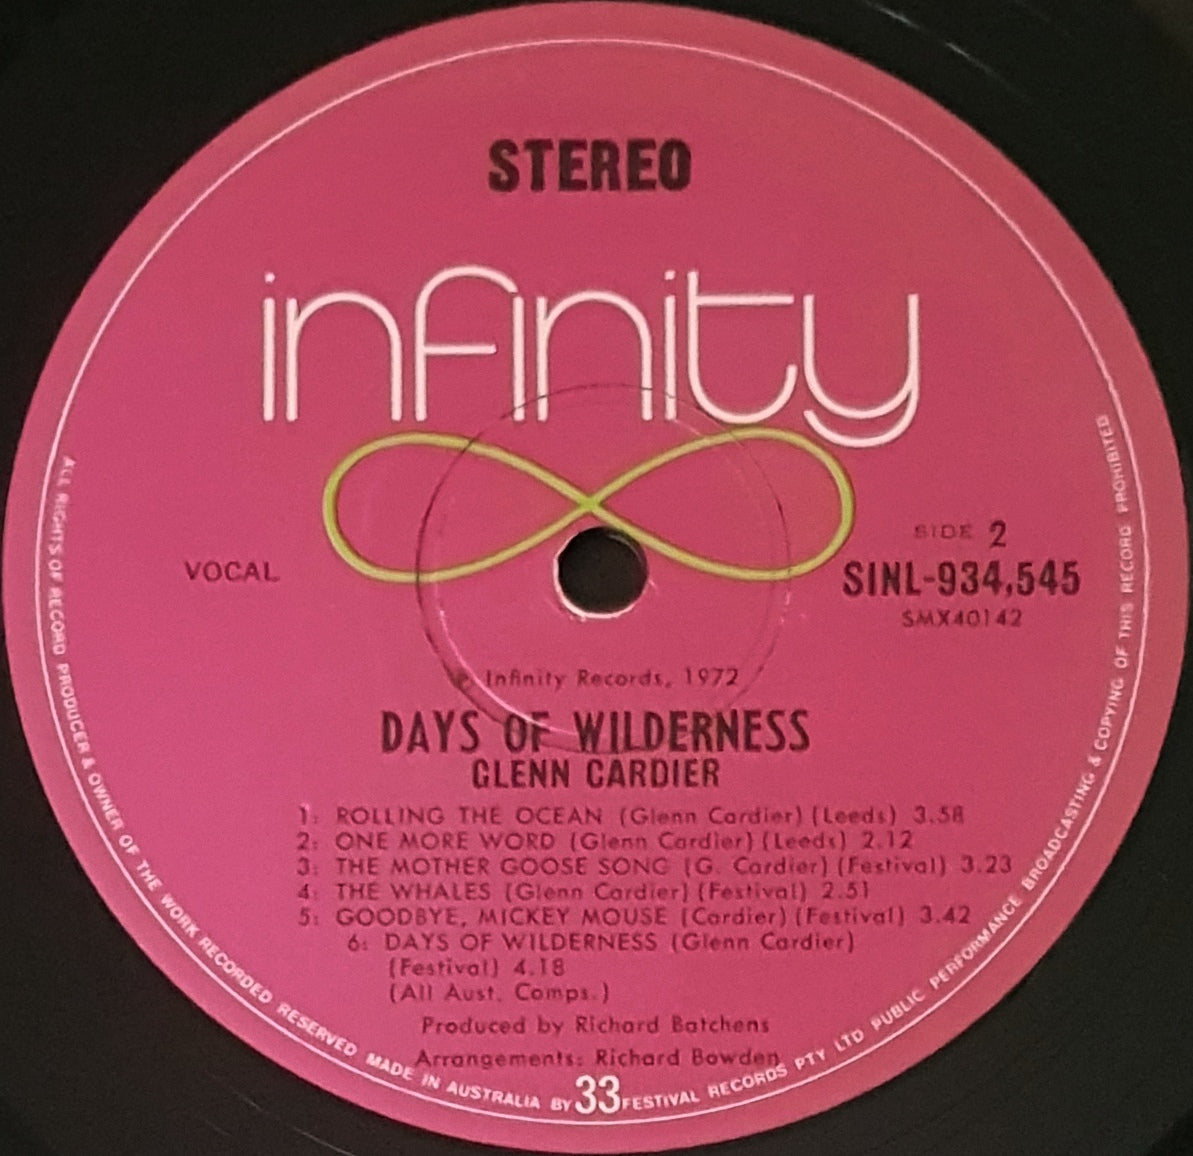 STEREO
infinity
SIDE 2
VOCAL
SINL-934,545
SMX40142
℗ Infinity Records, 1972
DAYS OF WILDERNESS
GLENN CARDIER
1: ROLLING THE OCEAN (Glenn Cardier) (Leeds) 3.58
2: ONE MORE WORD (Glenn Cardier) (Leeds) 2.12
3: THE MOTHER GOOSE SONG (G. Cardier) (Festival) 3.23
4: THE WHALES (Glenn Cardier) (Festival) 2.51
5: GOODBYE, MICKEY MOUSE (Cardier) (Festival) 3.42
6: DAYS OF WILDERNESS (Glenn Cardier)
(Festival) 4.18
(All Aust. Comps.)
Produced by Richard Batchens
Arrangements: Richard Bowden
33
ALL RIGHTS OF RECORD PRODUCER & OWNER OF THE WORK RECORDED RESERVED MADE IN AUSTRALIA BY FESTIVAL RECORDS PTY LTD PUBLIC PERFORMANCE BROADCASTING & COPYING OF THIS RECORD PROHIBITED